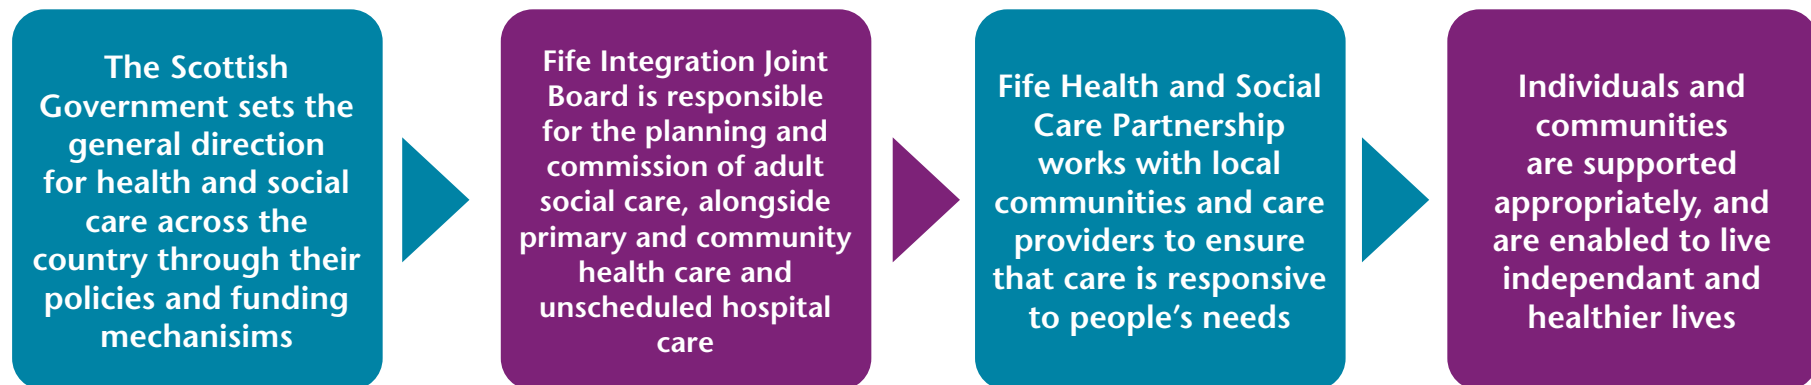 The Scottish
Government sets the
general direction
for health and social
care across the
country through their
policies and funding
mechanisims
Fife Integration Joint
Board is responsible
for the planning and
commission of adult
social care, alongside
primary and community
health care and
unscheduled hospital
care
Fife Health and Social
Care Partnership
works with local
communities and care
providers to ensure
that care is responsive
to people’s needs
Individuals and
communities
are supported
appropriately, and
are enabled to live
independant and
healthier lives